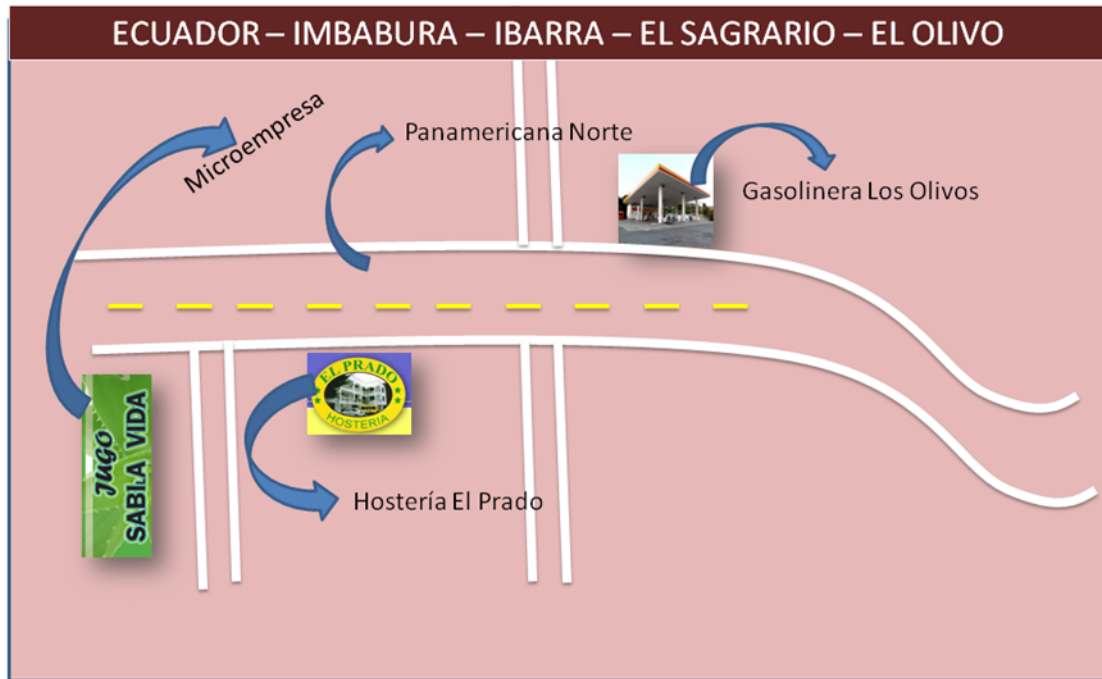 ECUADOR – IMBABURA – IBARRA – EL SAGRARIO – EL OLIVO
Microempresa
Panamericana Norte
Gasolinera Los Olivos
EL PRADO
HOSTERIA
JUGO
SABILA VIDA
Hostería El Prado